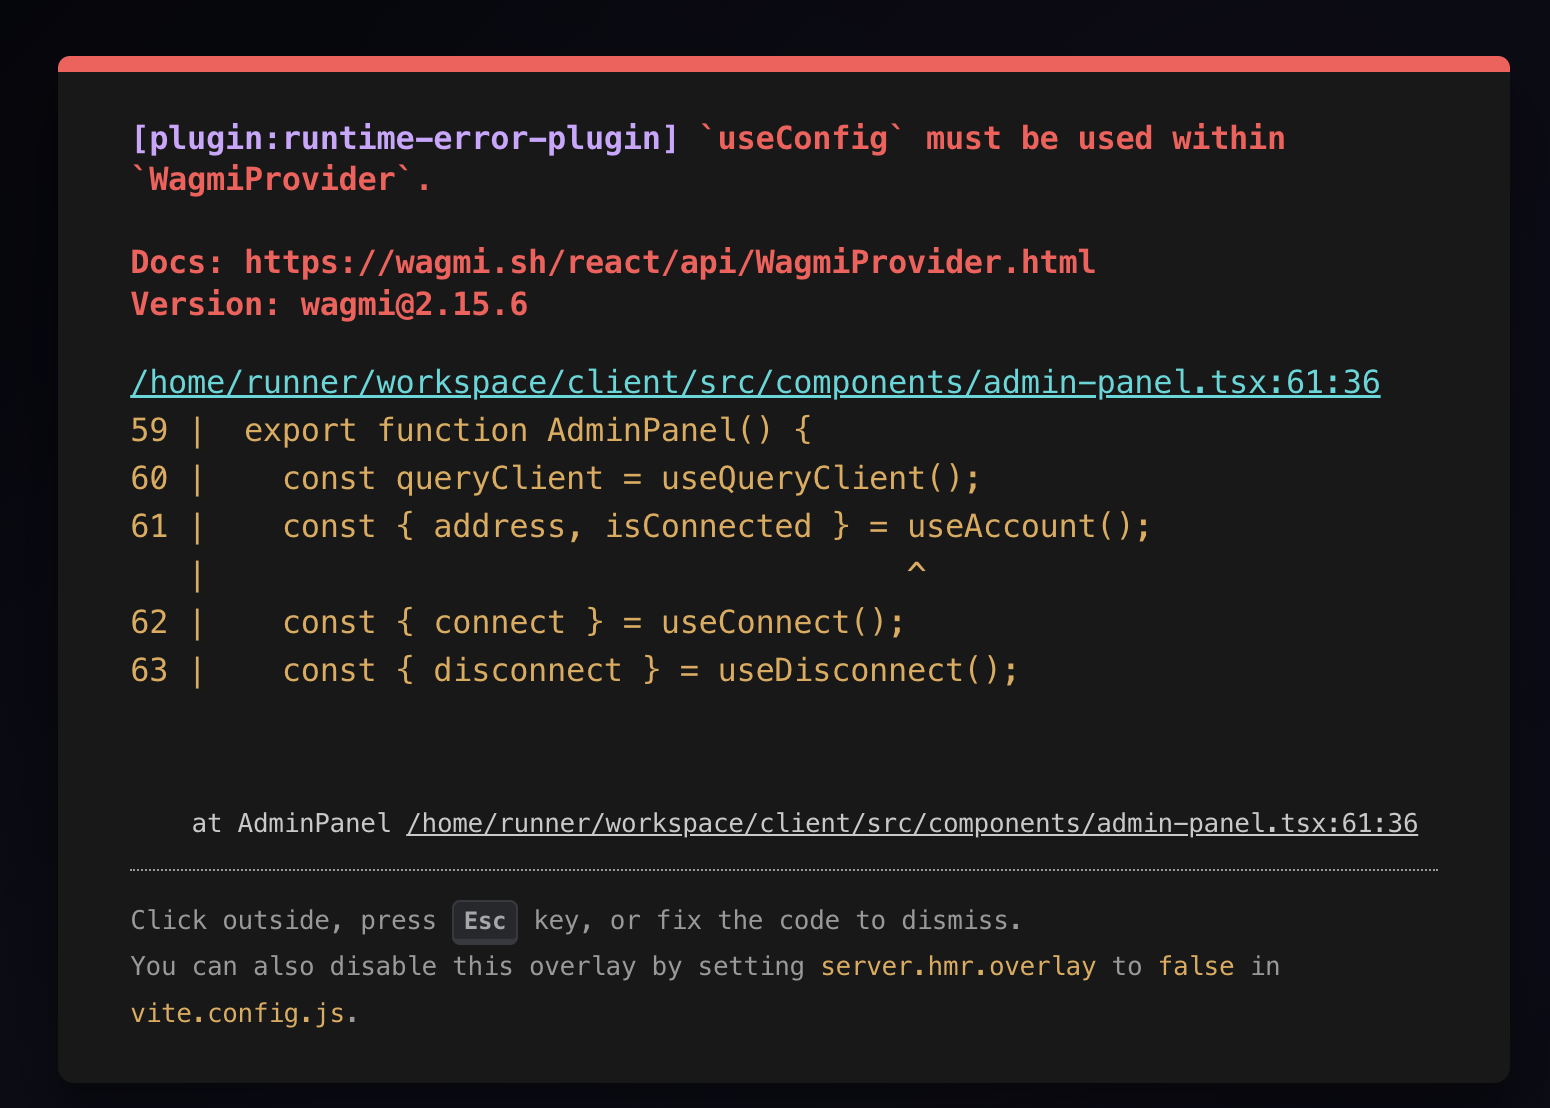 [plugin:runtime-error-plugin] `useConfig` must be used within
`WagmiProvider`.
Docs: https://wagmi.sh/react/api/WagmiProvider.html
Version: wagmi@2.15.6
/home/runner/workspace/client/src/components/admin-panel.tsx:61:36
59 |  export function AdminPanel() {
60 |    const queryClient = useQueryClient();
61 |    const { address, isConnected } = useAccount();
   |                                     ^
62 |    const { connect } = useConnect();
63 |    const { disconnect } = useDisconnect();
at AdminPanel /home/runner/workspace/client/src/components/admin-panel.tsx:61:36
Click outside, press Esc key, or fix the code to dismiss.
You can also disable this overlay by setting server.hmr.overlay to false in
vite.config.js.